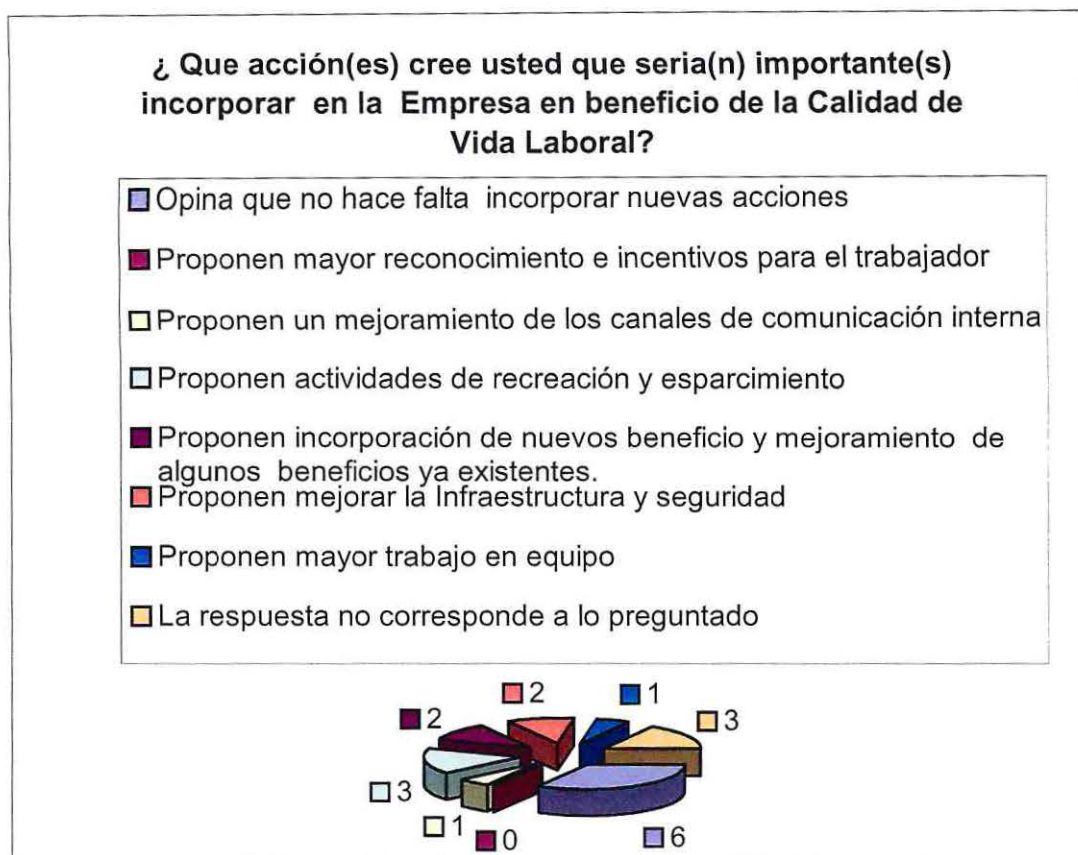 ¿ Que acción(es) cree usted que seria(n) importante(s)
incorporar en la Empresa en beneficio de la Calidad de
Vida Laboral?
Opina que no hace falta incorporar nuevas acciones
Proponen mayor reconocimiento e incentivos para el trabajador
Proponen un mejoramiento de los canales de comunicación interna
Proponen actividades de recreación y esparcimiento
Proponen incorporación de nuevos beneficio y mejoramiento de
algunos beneficios ya existentes.
Proponen mejorar la Infraestructura y seguridad
Proponen mayor trabajo en equipo
La respuesta no corresponde a lo preguntado
2
1
2
3
3
1
0
6